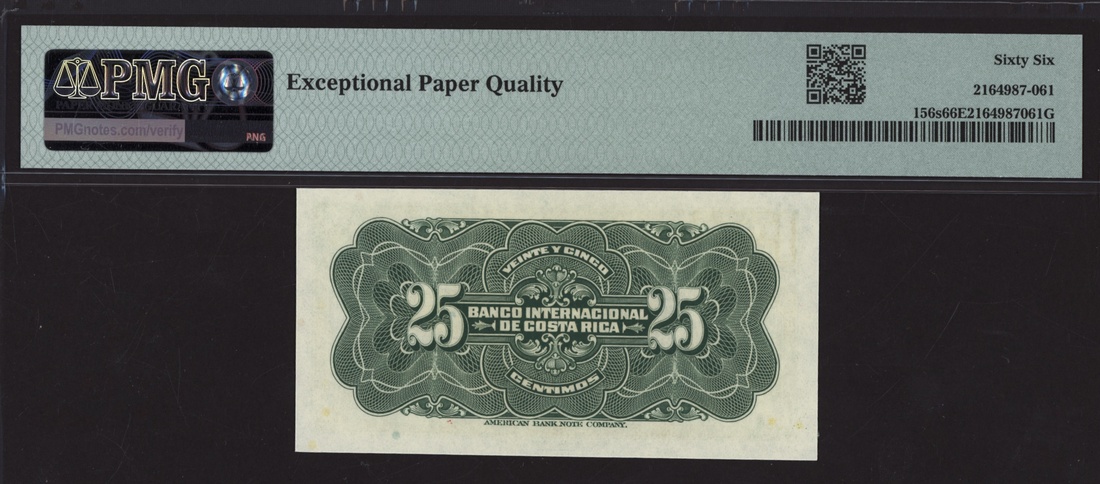 PMG
PMGnotes.com/verify
PNG
Exceptional Paper Quality
Sixty Six
2164987-061
156s66E2164987061G
VEINTE Y CINCO
25 25
BANCO INTERNACIONAL
DE COSTA RICA
CENTIMOS
AMERICAN BANK NOTE COMPANY.